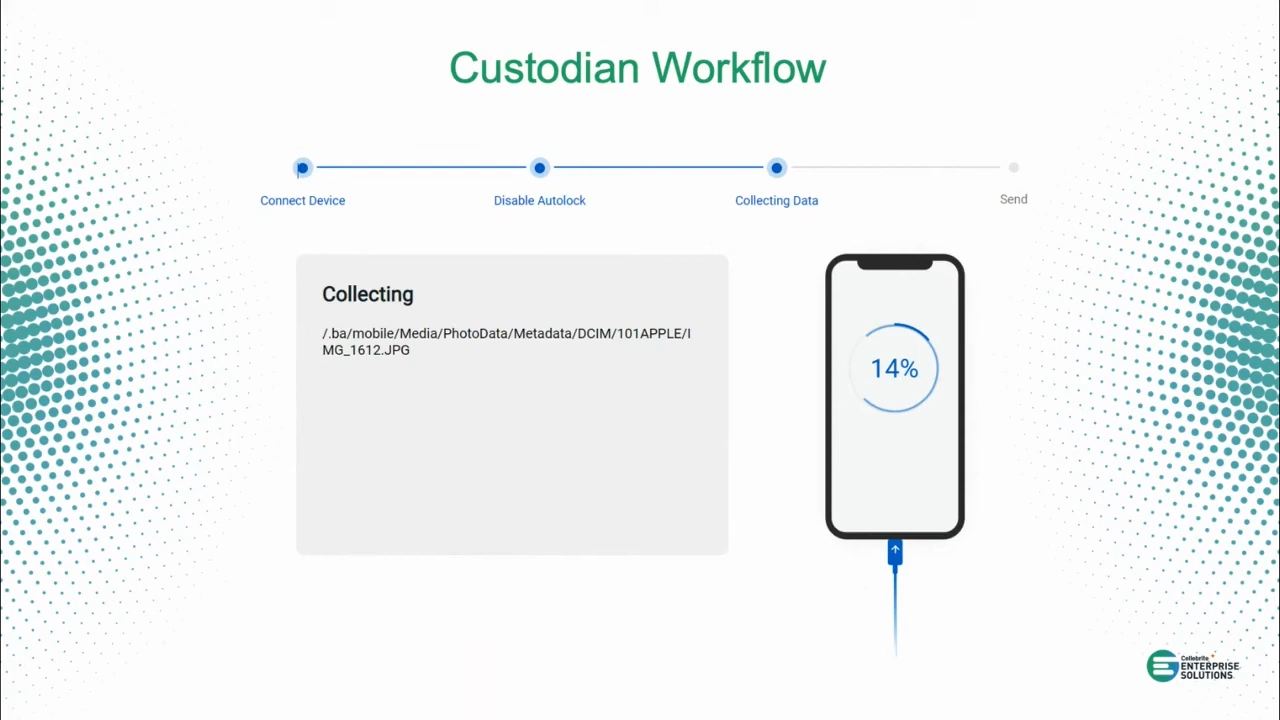 Custodian Workflow
Connect Device
Disable Autolock
Collecting Data
Send
Collecting
/.ba/mobile/Media/PhotoData/Metadata/DCIM/101APPLE/I
MG_1612.JPG
14%
Cellebrite
ENTERPRISE
SOLUTIONS